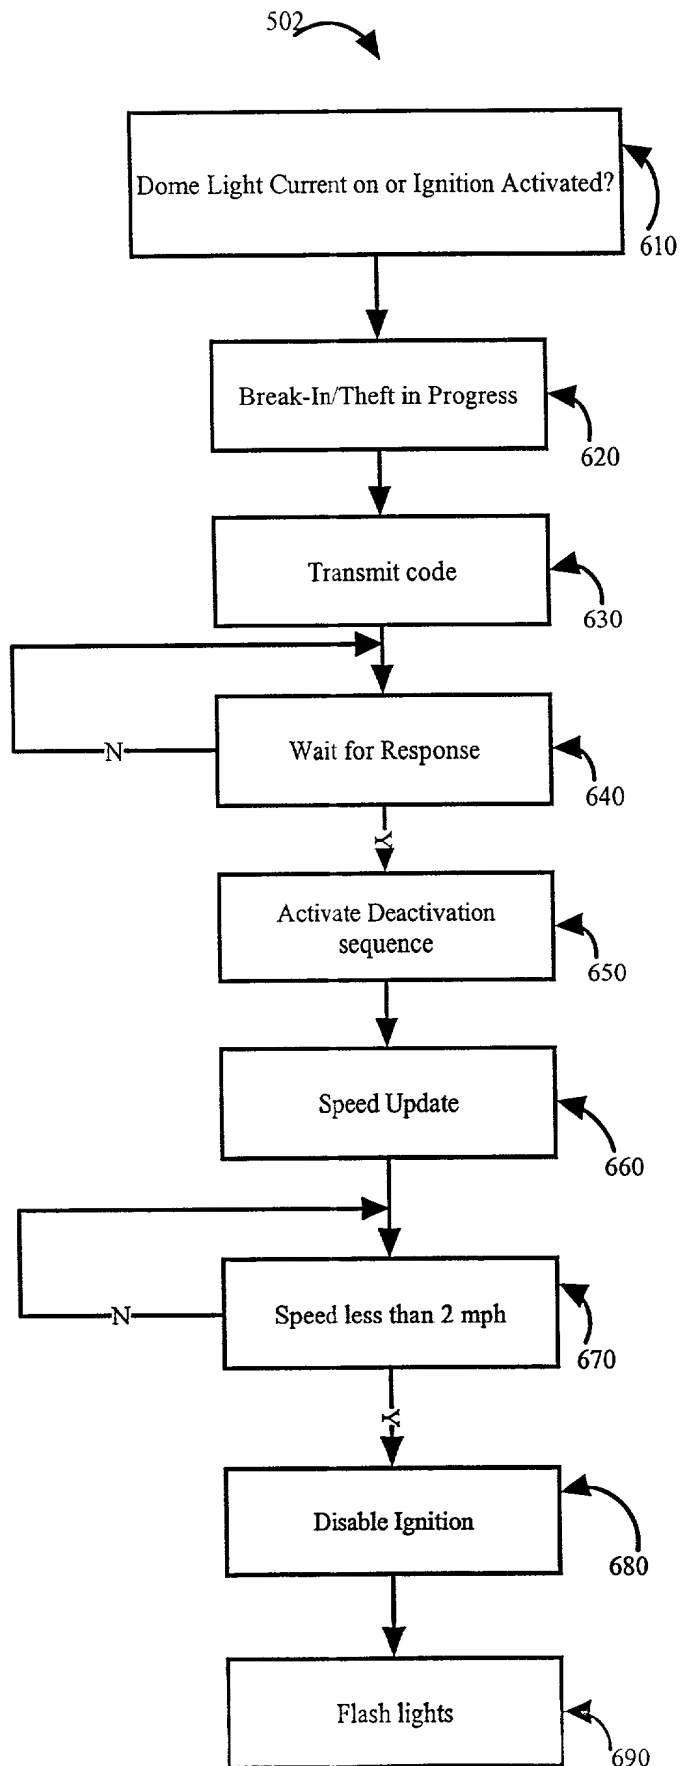 502
Dome Light Current on or Ignition Activated?
610
Break-In/Theft in Progress
620
Transmit code
630
Wait for Response
N
640
Y
Activate Deactivation
sequence
650
Speed Update
660
Speed less than 2 mph
N
670
Y
Disable Ignition
680
Flash lights
690